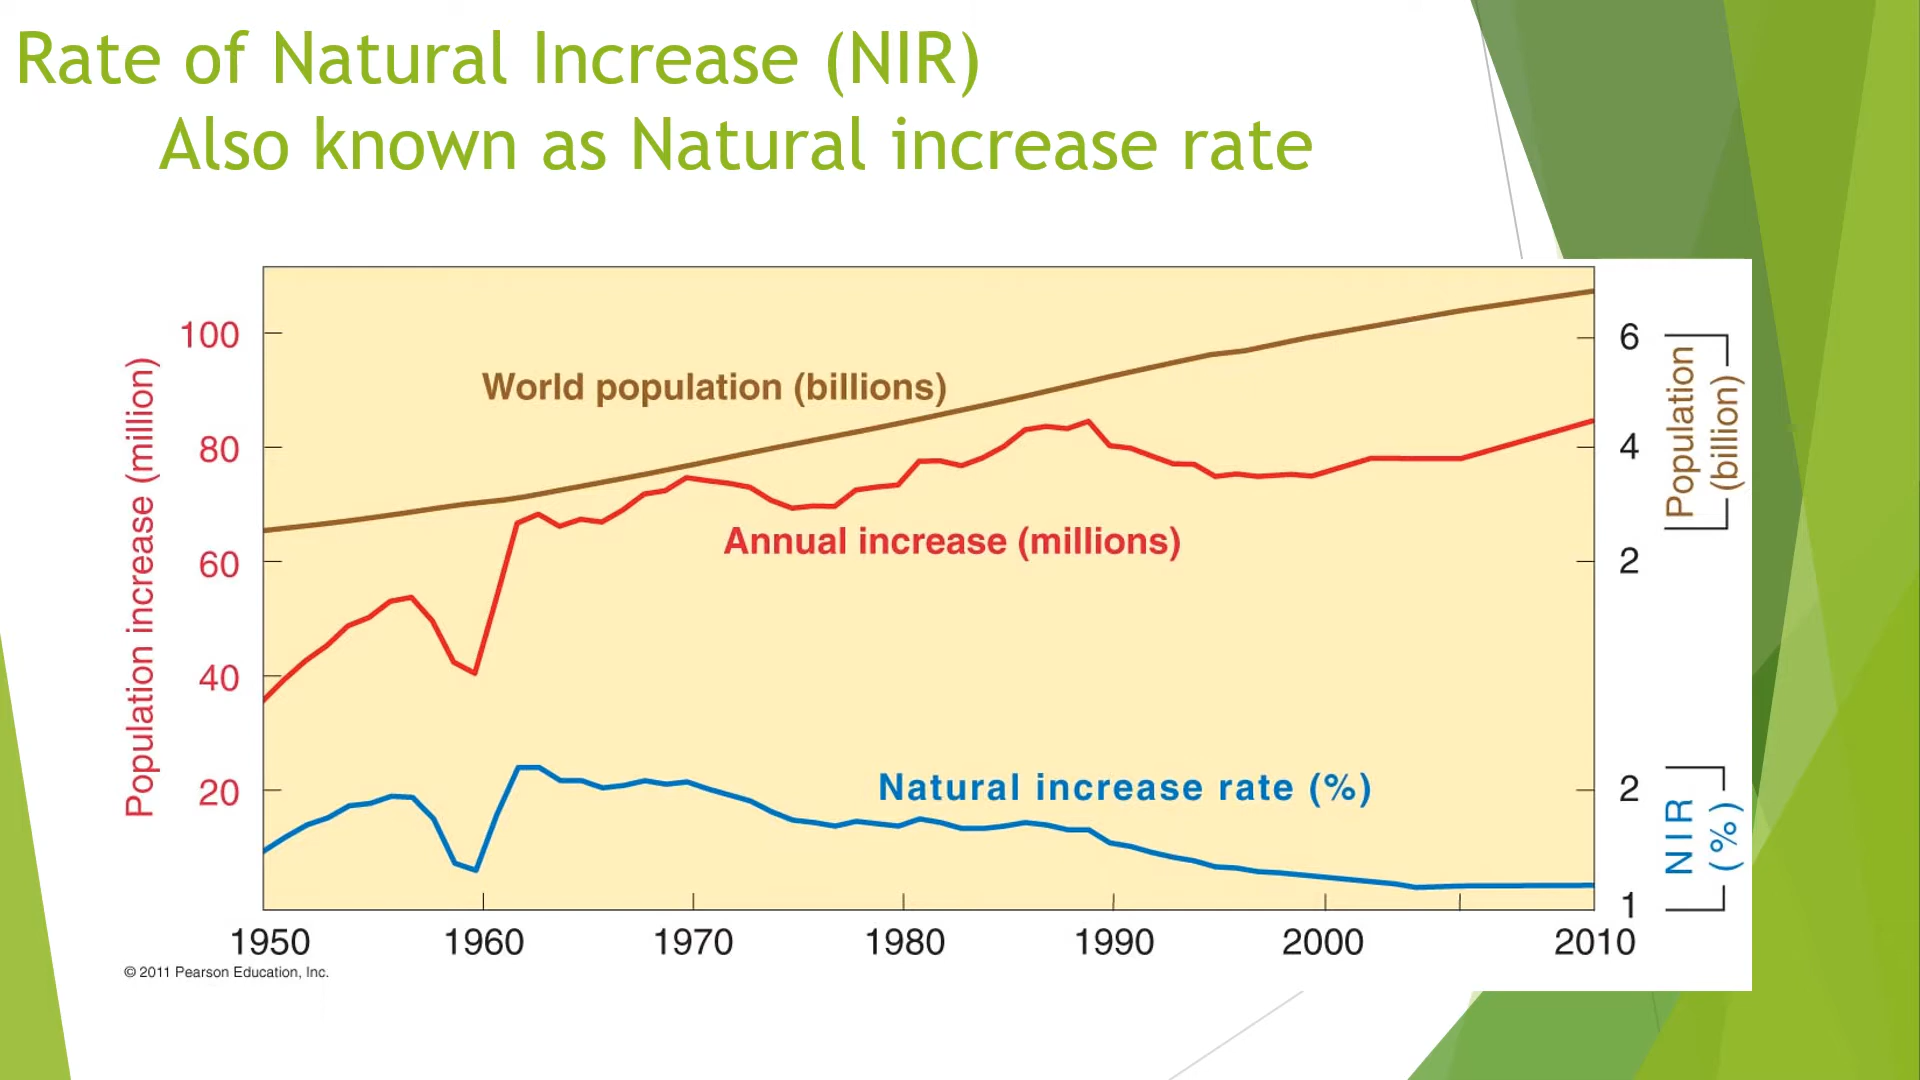 Rate of Natural Increase (NIR)
Also known as Natural increase rate
Population increase (million)
100
80
60
40
20
World population (billions)
Annual increase (millions)
Natural increase rate (%)
6
4
2
2
1
Population
(billion)
NIR
(%)
1950 1960 1970 1980 1990 2000 2010
© 2011 Pearson Education, Inc.